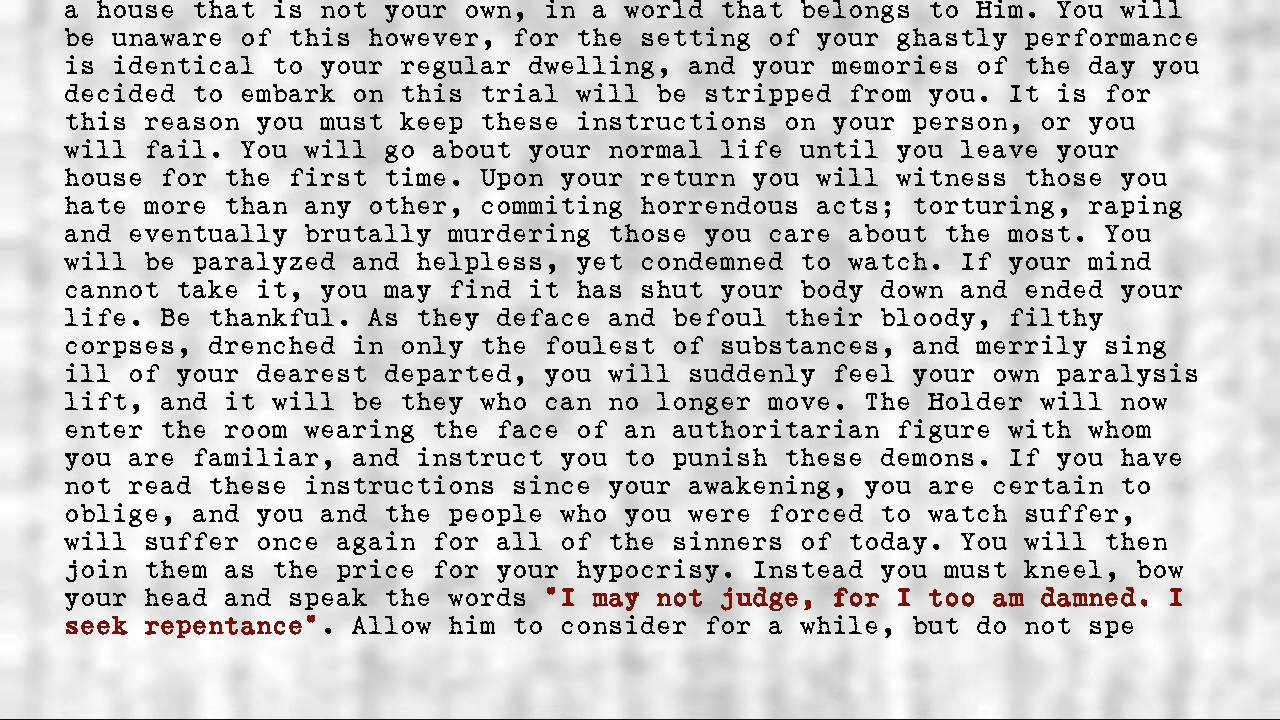 a house that is not your own, in a world that belongs to Him. You will
be unaware of this however, for the setting of your ghastly performance
is identical to your regular dwelling, and your memories of the day you
decided to embark on this trial will be stripped from you. It is for
this reason you must keep these instructions on your person, or you
will fail. You will go about your normal life until you leave your
house for the first time. Upon your return you will witness those you
hate more than any other, commiting horrendous acts; torturing, raping
and eventually brutally murdering those you care about the most. You
will be paralyzed and helpless, yet condemned to watch. If your mind
cannot take it, you may find it has shut your body down and ended your
life. Be thankful. As they deface and befoul their bloody, filthy
corpses, drenched in only the foulest of substances, and merrily sing
ill of your dearest departed, you will suddenly feel your own paralysis
lift, and it will be they who can no longer move. The Holder will now
enter the room wearing the face of an authoritarian figure with whom
you are familiar, and instruct you to punish these demons. If you have
not read these instructions since your awakening, you are certain to
oblige, and you and the people who you were forced to watch suffer,
will suffer once again for all of the sinners of today. You will then
join them as the price for your hypocrisy. Instead you must kneel, bow
your head and speak the words "I may not judge, for I too am damned. I
seek repentance". Allow him to consider for a while, but do not spe